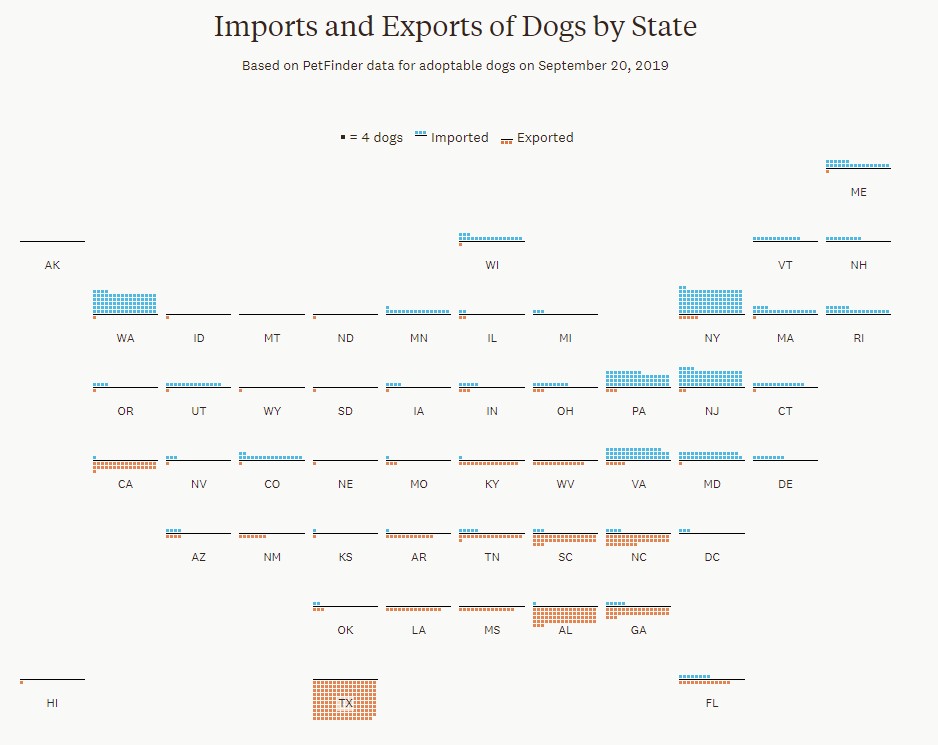 Imports and Exports of Dogs by State
Based on PetFinder data for adoptable dogs on September 20, 2019
= 4 dogs Imported Exported
ME
AK WI VT NH
WA ID MT ND MN IL MI NY MA RI
OR UT WY SD IA IN OH PA NJ CT
CA NV CO NE MO KY WV VA MD DE
AZ NM KS AR TN SC NC DC
OK LA MS AL GA
HI TX FL